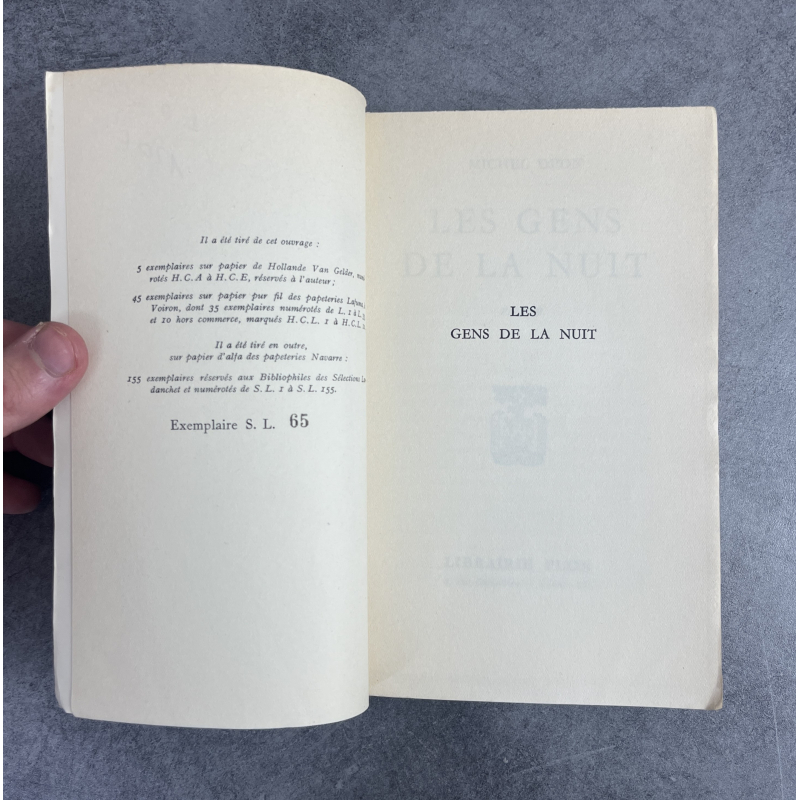 Il a été tiré de cet ouvrage :
5 exemplaires sur papier de Hollande Van Gelder,
rotés H.C.A à H.C.E, réservés à l'auteur ;
45 exemplaires sur papier pur fil des papeteries
Voiron, dont 35 exemplaires numérotés de L. 1 à
et 10 hors commerce, marqués H.C.L. 1 à H.C.L.
Il a été tiré en outre,
sur papier d'alfa des papeteries Navarre :
155 exemplaires réservés aux Bibliophiles des Sélections
danchet et numérotés de S.L. 1 à S.L. 155.
Exemplaire S. L. 65
MICHEL DÉON
LES GENS
DE LA NUIT
LES
GENS DE LA NUIT
LIBRAIRIE PLON